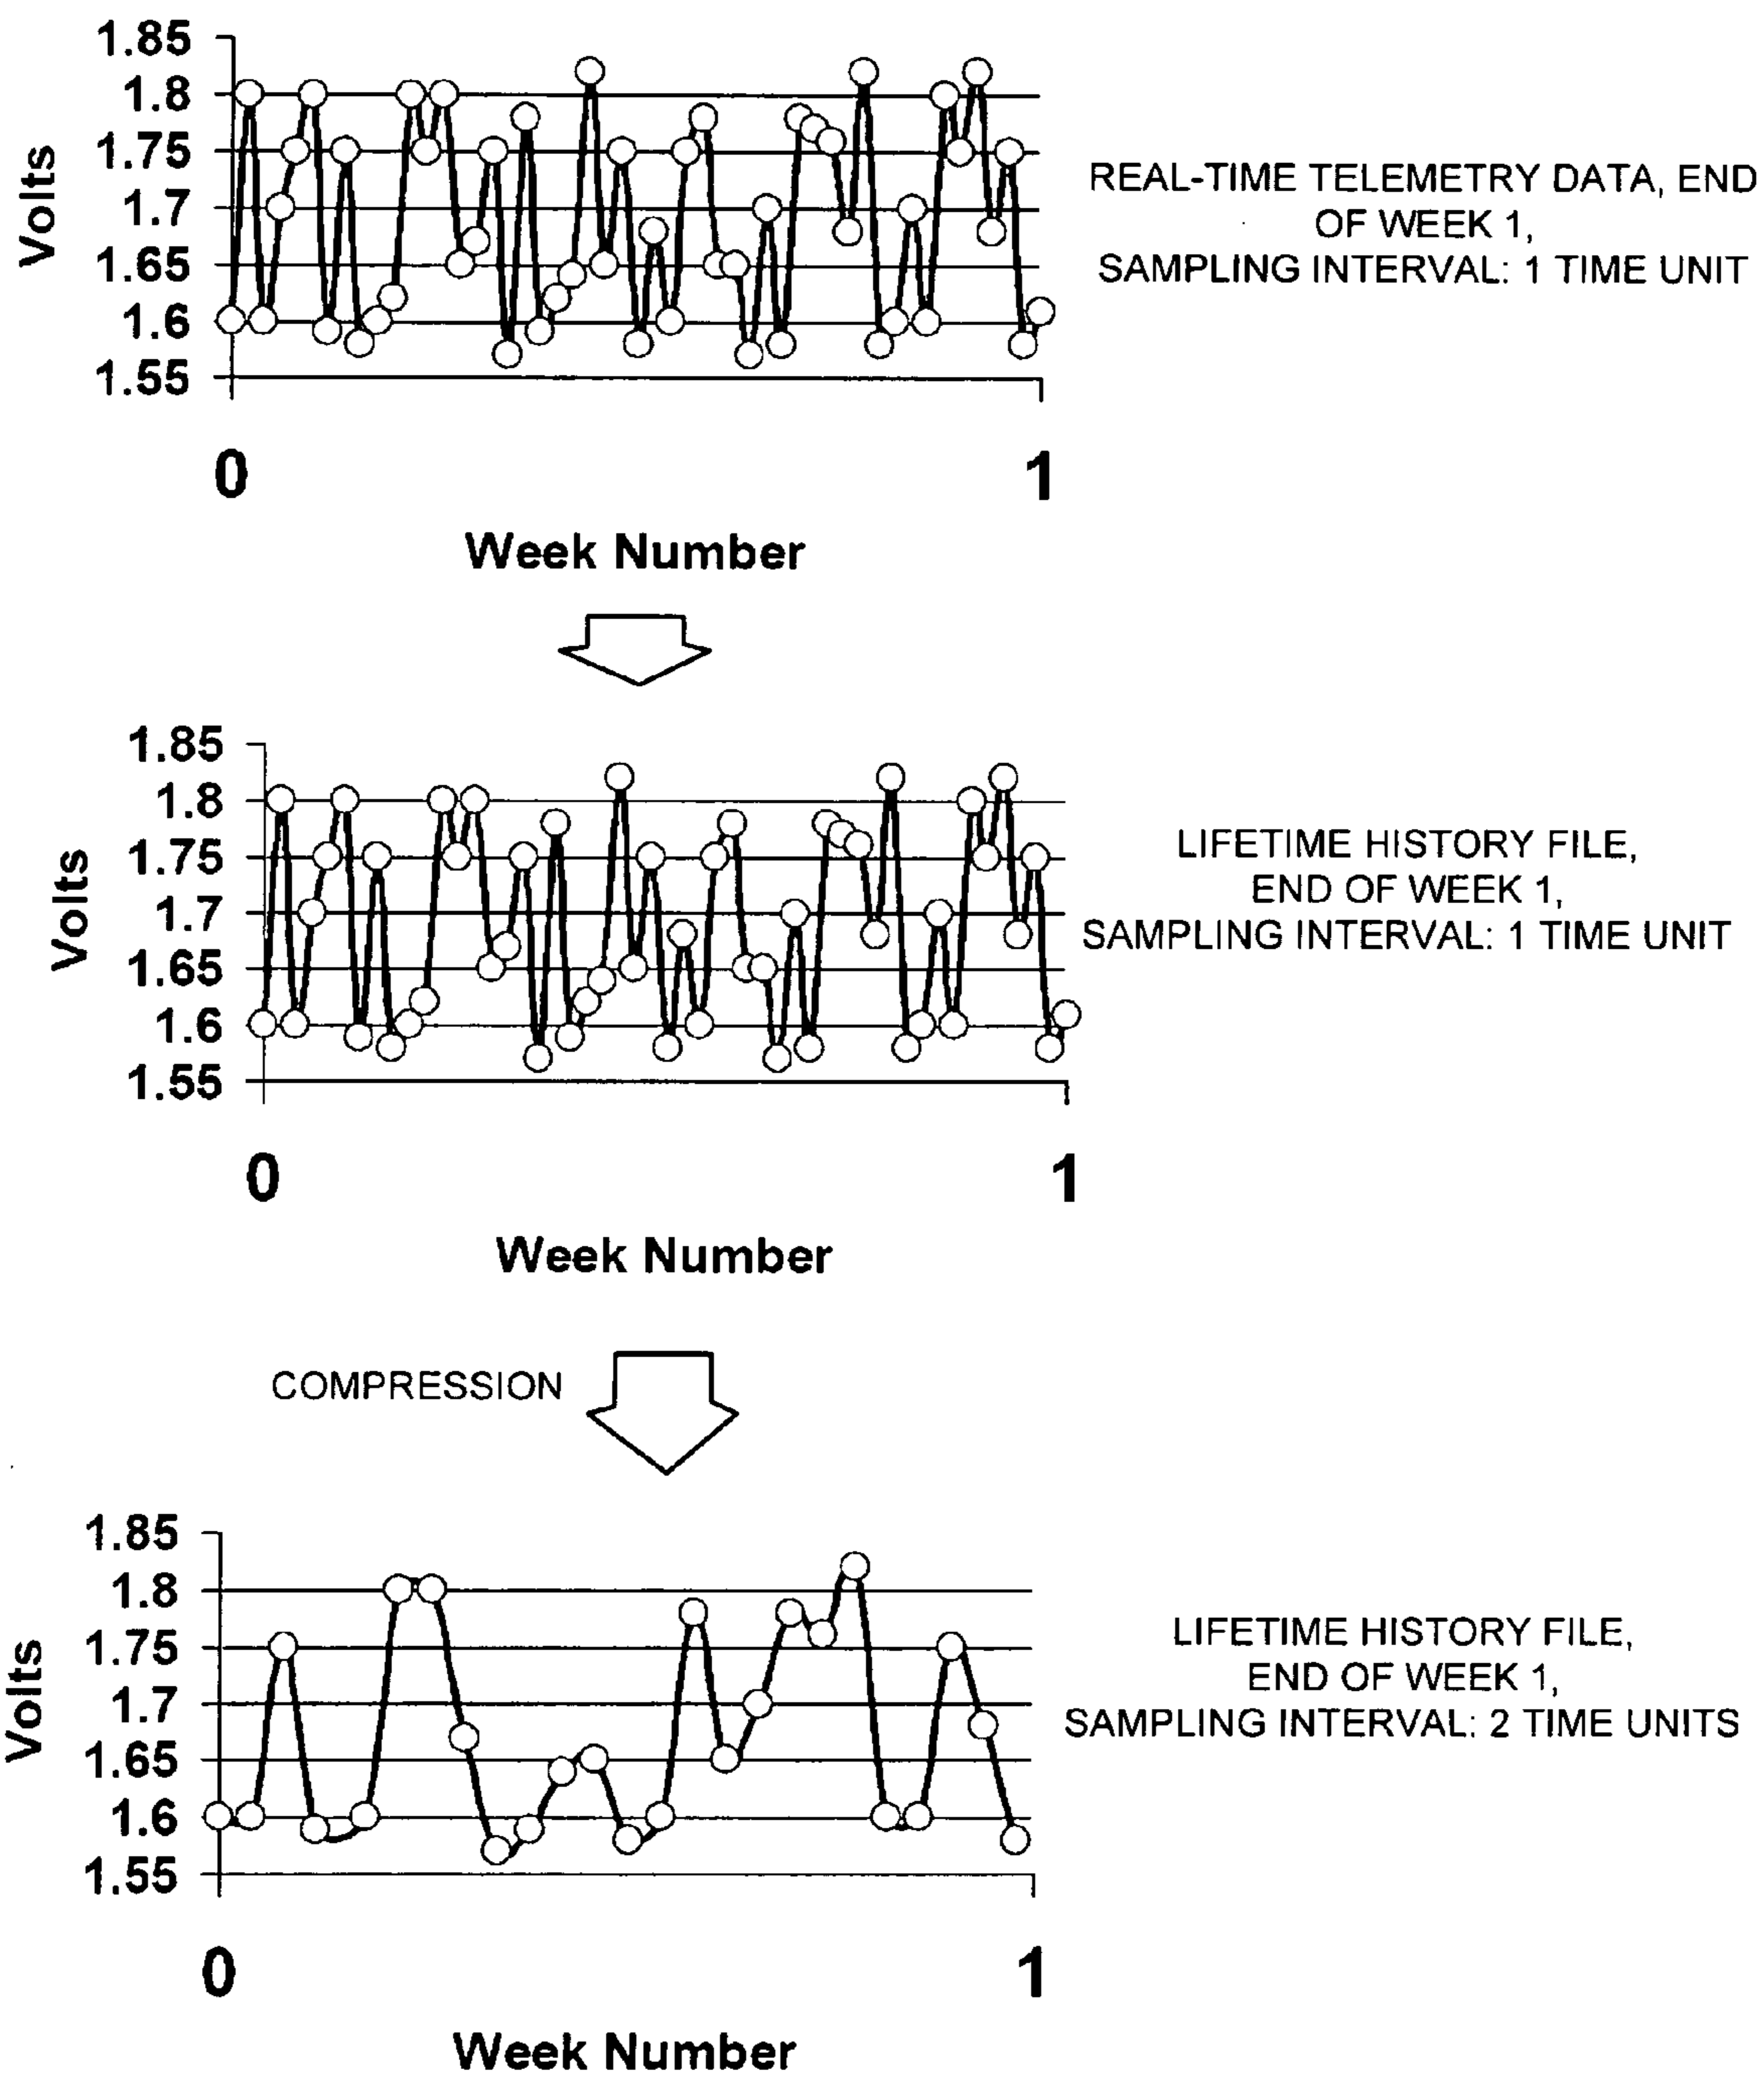 1.85
1.8
1.75
1.7
1.65
1.6
1.55
Volts
0 1
Week Number
REAL-TIME TELEMETRY DATA, END
OF WEEK 1,
SAMPLING INTERVAL: 1 TIME UNIT
1.85
1.8
1.75
1.7
1.65
1.6
1.55
Volts
0 1
Week Number
LIFETIME HISTORY FILE,
END OF WEEK 1,
SAMPLING INTERVAL: 1 TIME UNIT
COMPRESSION
1.85
1.8
1.75
1.7
1.65
1.6
1.55
Volts
0 1
Week Number
LIFETIME HISTORY FILE,
END OF WEEK 1,
SAMPLING INTERVAL: 2 TIME UNITS